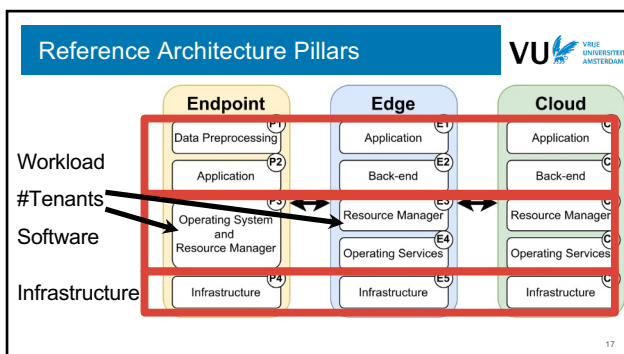 Reference Architecture Pillars
VU
VRIJE
UNIVERSITEIT
AMSTERDAM
Endpoint
Edge
Cloud
P1
E1
Data Preprocessing
Application
Application
Workload
P2
E2
Application
Back-end
Back-end
#Tenants
P3
E3
Operating System
and
Resource Manager
Resource Manager
Resource Manager
Software
E4
Operating Services
Operating Services
Infrastructure
P4
E5
Infrastructure
Infrastructure
Infrastructure
17